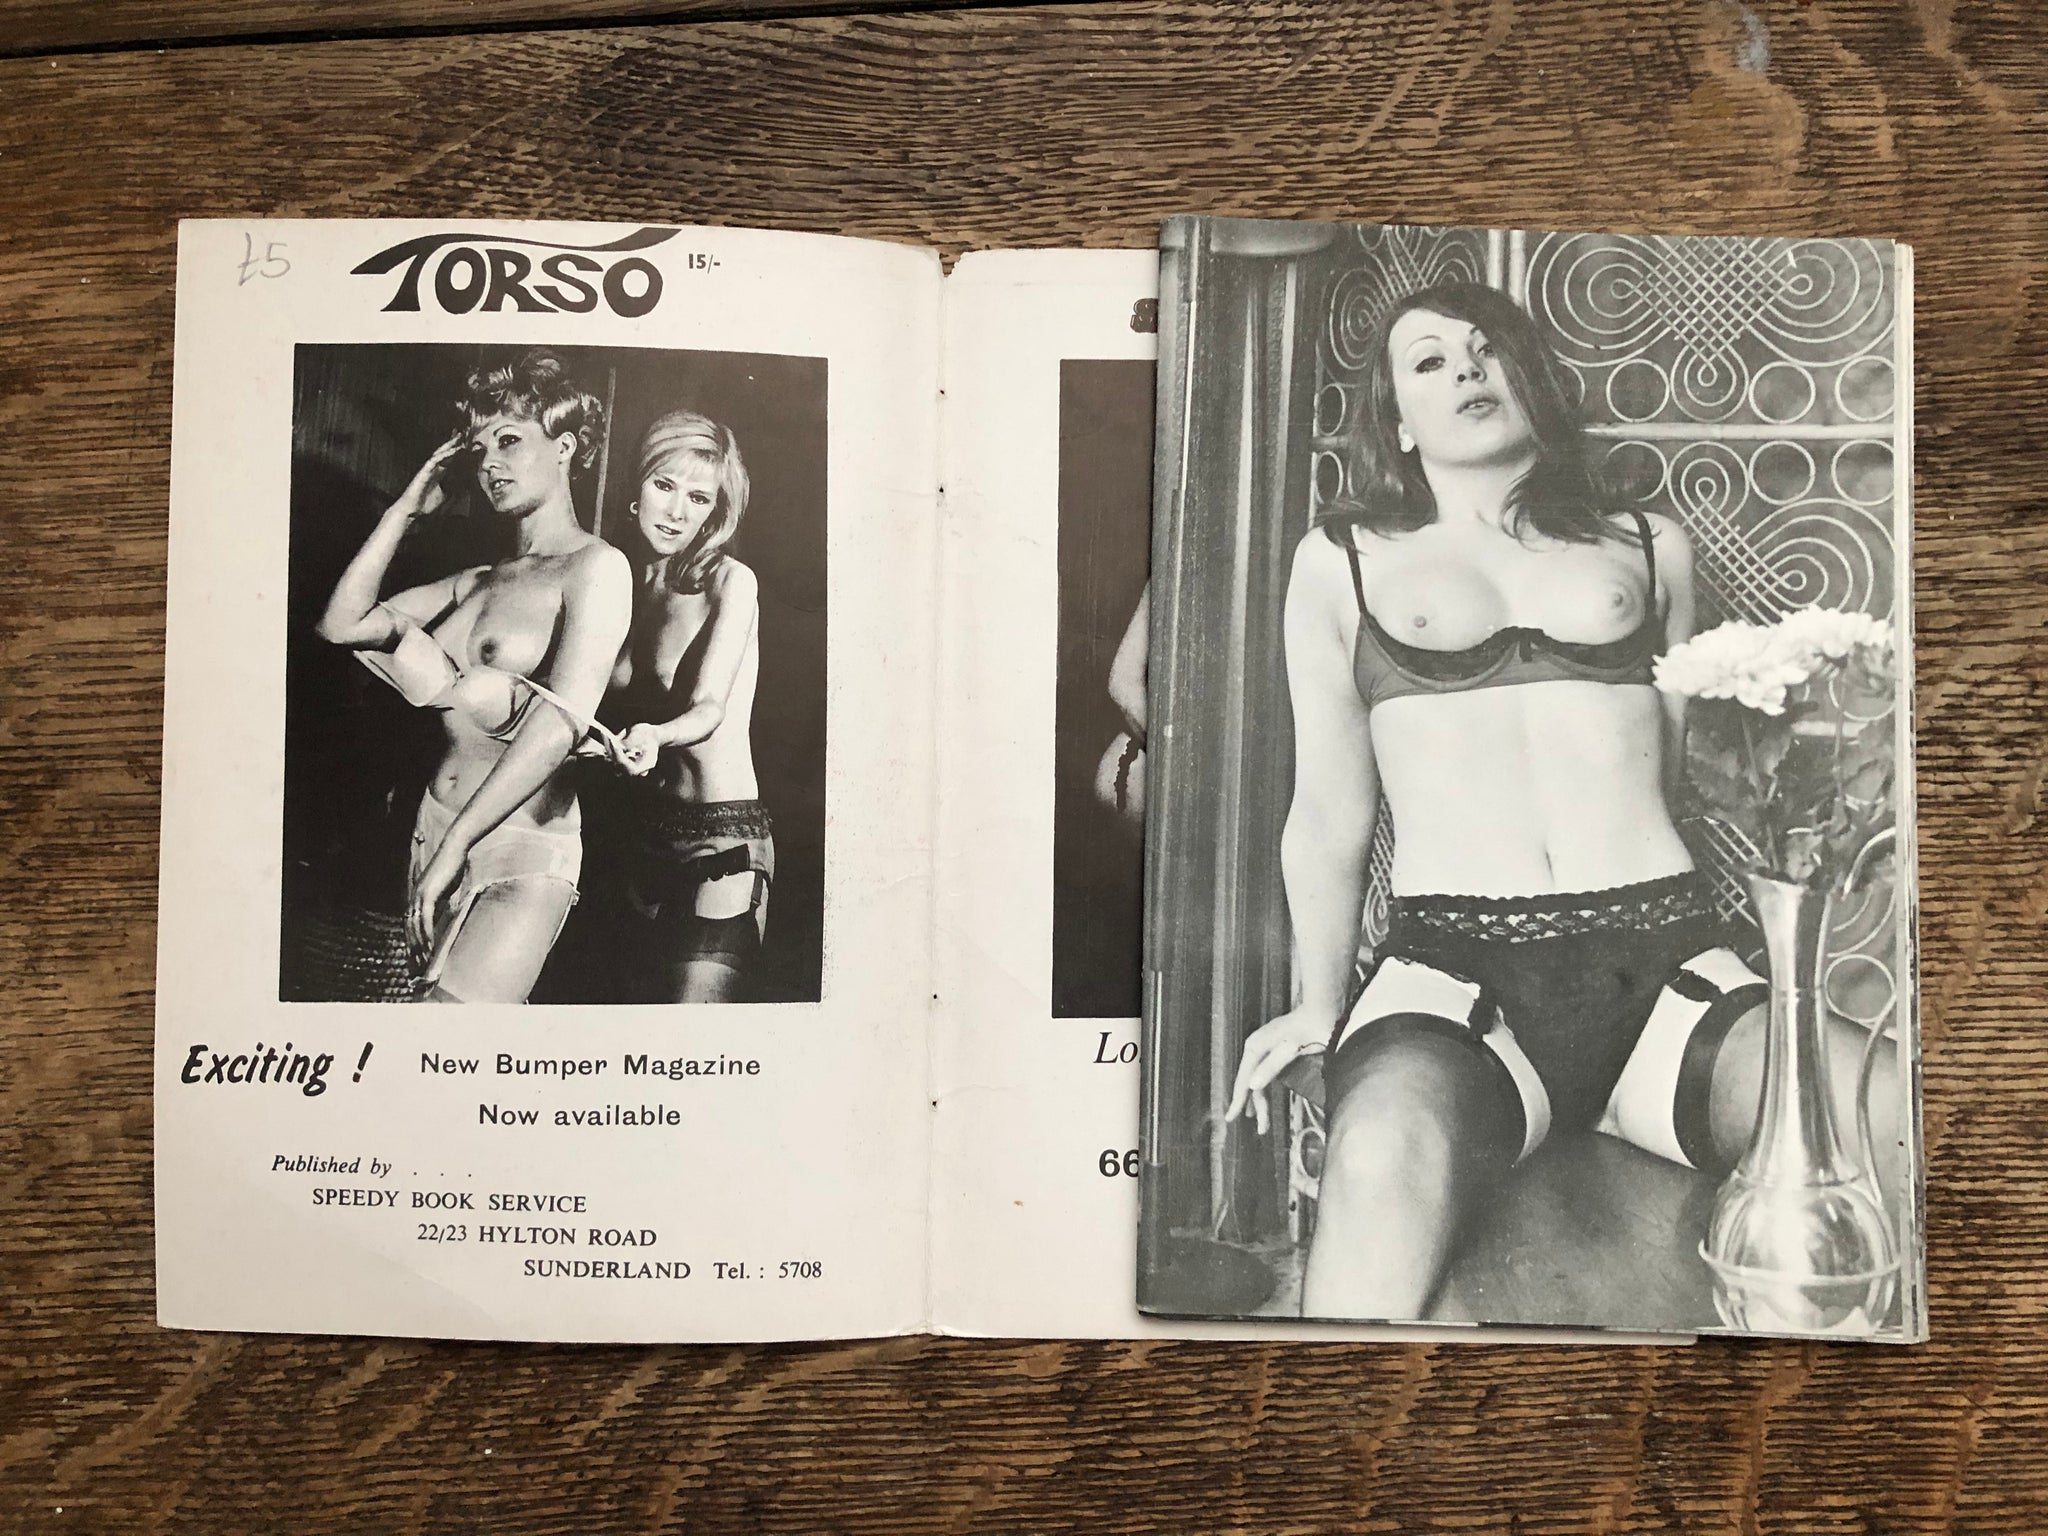 £5
TORSO 15/-
Exciting ! New Bumper Magazine
Now available
Published by . . .
SPEEDY BOOK SERVICE
22/23 HYLTON ROAD
SUNDERLAND Tel. : 5708
S
Lo
66